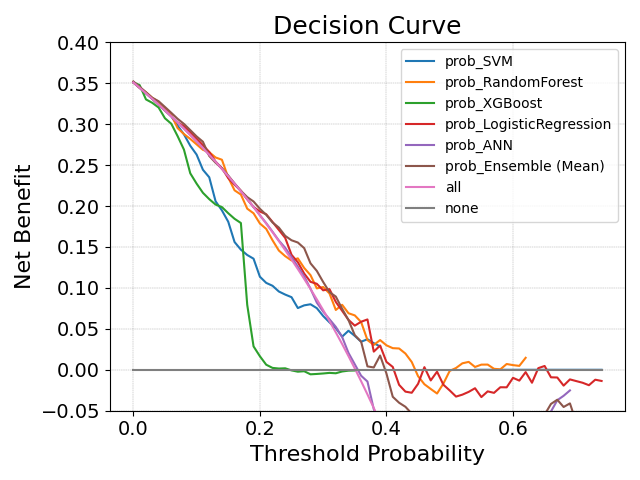 Decision Curve
Net Benefit
0.40
0.35
0.30
0.25
0.20
0.15
0.10
0.05
0.00
−0.05
prob_SVM
prob_RandomForest
prob_XGBoost
prob_LogisticRegression
prob_ANN
prob_Ensemble (Mean)
all
none
0.0 0.2 0.4 0.6
Threshold Probability